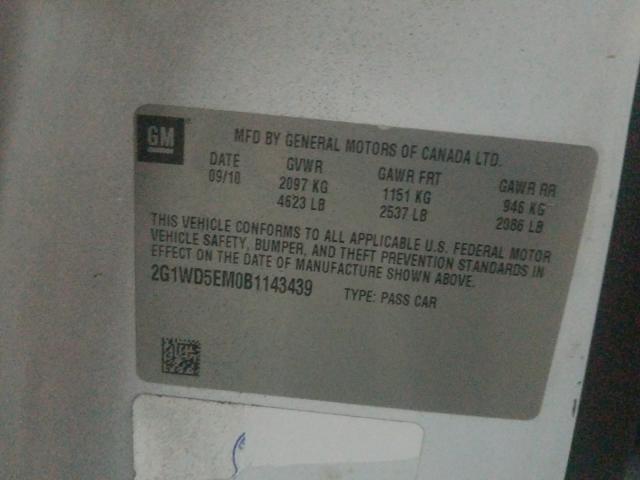 GM
MFD BY GENERAL MOTORS OF CANADA LTD.
DATE GVWR GAWR FRT GAWR RR
09/10 2097 KG 1151 KG 946 KG
4623 LB 2537 LB 2086 LB
THIS VEHICLE CONFORMS TO ALL APPLICABLE U.S. FEDERAL MOTOR
VEHICLE SAFETY, BUMPER, AND THEFT PREVENTION STANDARDS IN
EFFECT ON THE DATE OF MANUFACTURE SHOWN ABOVE.
2G1WD5EM0B1143439 TYPE: PASS CAR